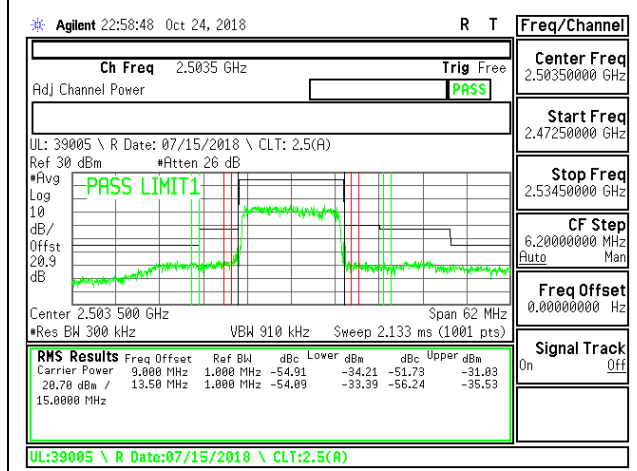 Agilent 22:58:48 Oct 24, 2018 R T
Freq/Channel
Ch Freq 2.5035 GHz Trig Free
Adj Channel Power PASS
UL: 39005 \ R Date: 07/15/2018 \ CLT: 2.5(A)
Ref 30 dBm #Atten 26 dB
#Avg
Log
10
dB/
Offst
20.9
dB
PASS LIMIT1
Center 2.503 500 GHz Span 62 MHz
#Res BW 300 kHz VBW 910 kHz Sweep 2.133 ms (1001 pts)
RMS Results Freq Offset Ref BW dBc Lower dBm dBc Upper dBm
Carrier Power 9.000 MHz 1.000 MHz -54.91 -34.21 -51.73 -31.03
20.70 dBm / 13.50 MHz 1.000 MHz -54.09 -33.39 -56.24 -35.53
15.0000 MHz
UL:39005 \ R Date:07/15/2018 \ CLT:2.5(A)
Center Freq
2.50350000 GHz
Start Freq
2.47250000 GHz
Stop Freq
2.53450000 GHz
CF Step
6.20000000 MHz
Auto Man
Freq Offset
0.00000000 Hz
Signal Track
On Off